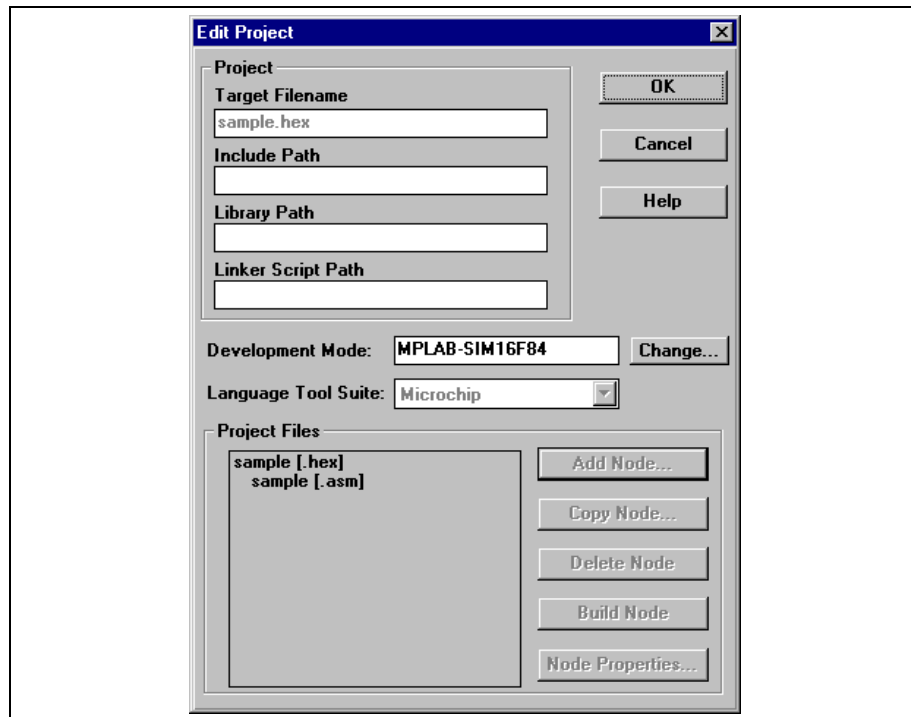 Edit Project
Project
Target Filename
sample.hex
Include Path
Library Path
Linker Script Path
OK
Cancel
Help
Development Mode: MPLAB-SIM16F84 Change...
Language Tool Suite: Microchip
Project Files
sample [.hex]
sample [.asm]
Add Node...
Copy Node...
Delete Node
Build Node
Node Properties...